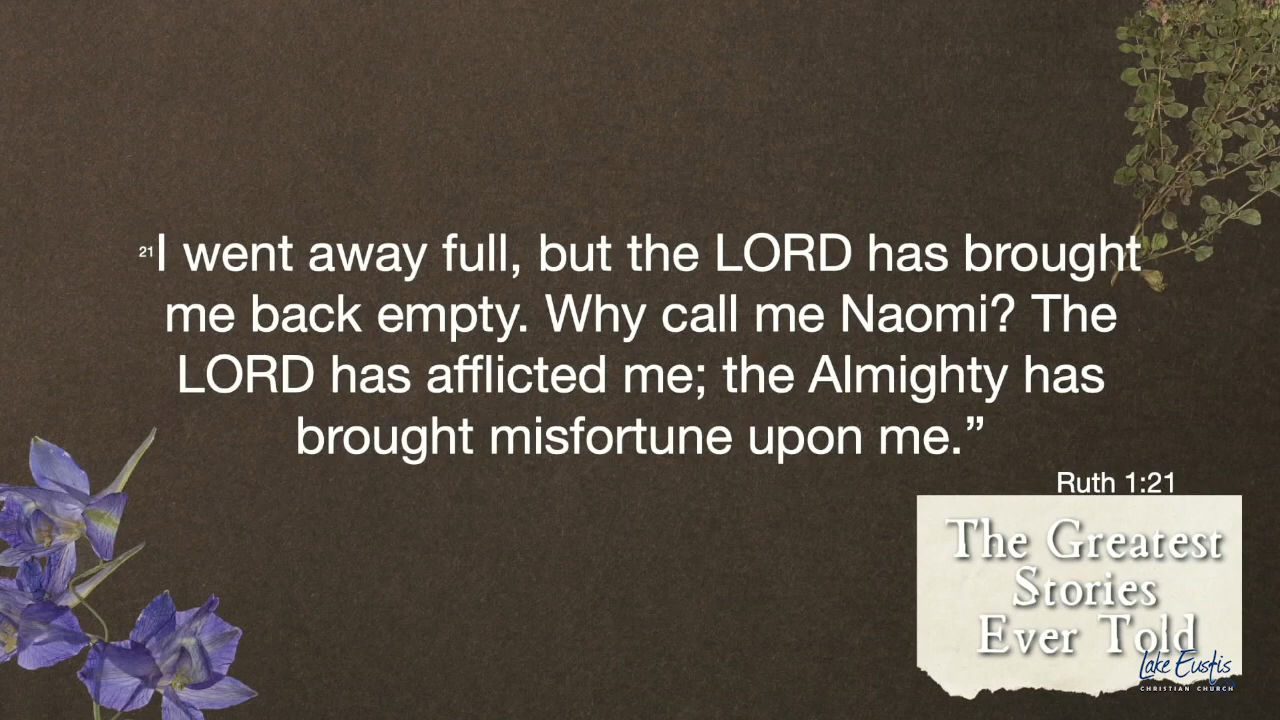 21I went away full, but the LORD has brought
me back empty. Why call me Naomi? The
LORD has afflicted me; the Almighty has
brought misfortune upon me.”
Ruth 1:21
The Greatest
Stories
Ever Told
Lake Eustis
CHRISTIAN CHURCH